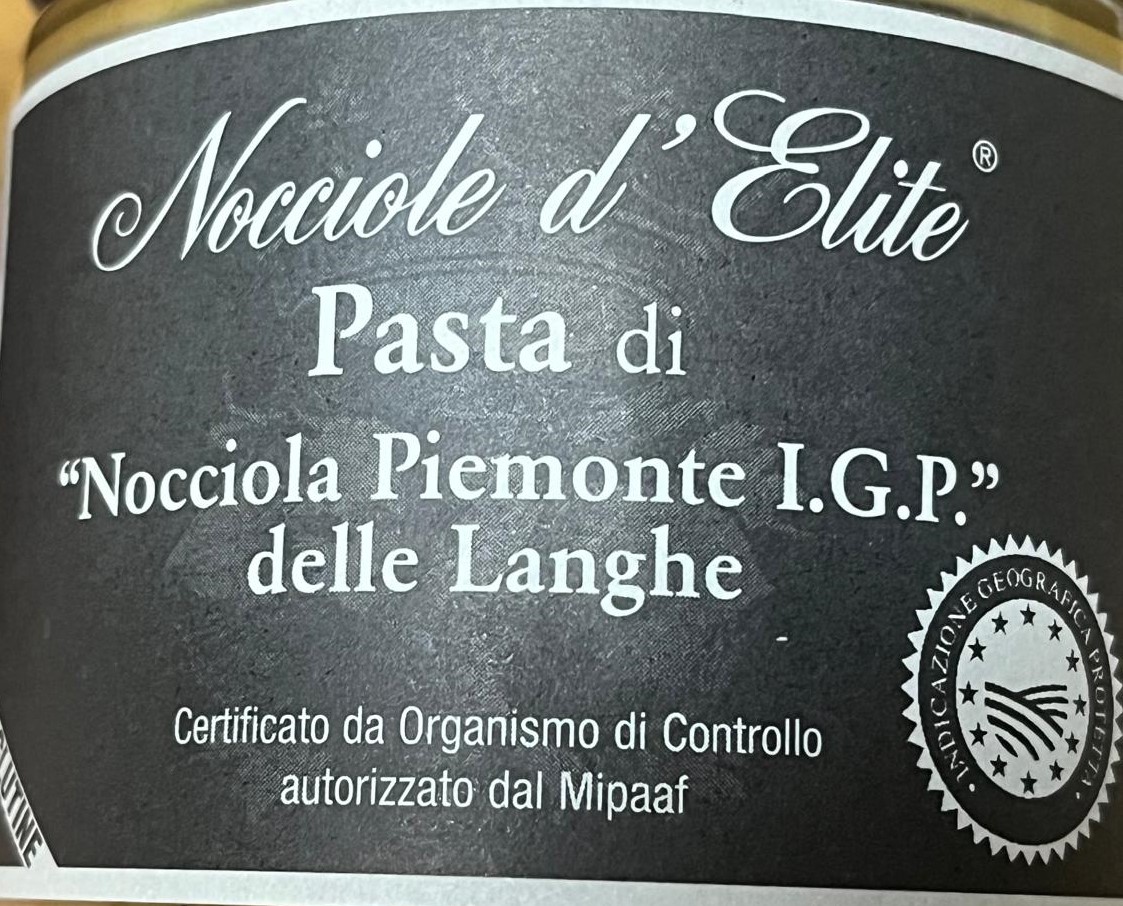 Nocciole d'Elite®
Pasta di
“Nocciola Piemonte I.G.P.”
delle Langhe
Certificato da Organismo di Controllo
autorizzato dal Mipaaf
• INDICAZIONE GEOGRAFICA PROTETTA •